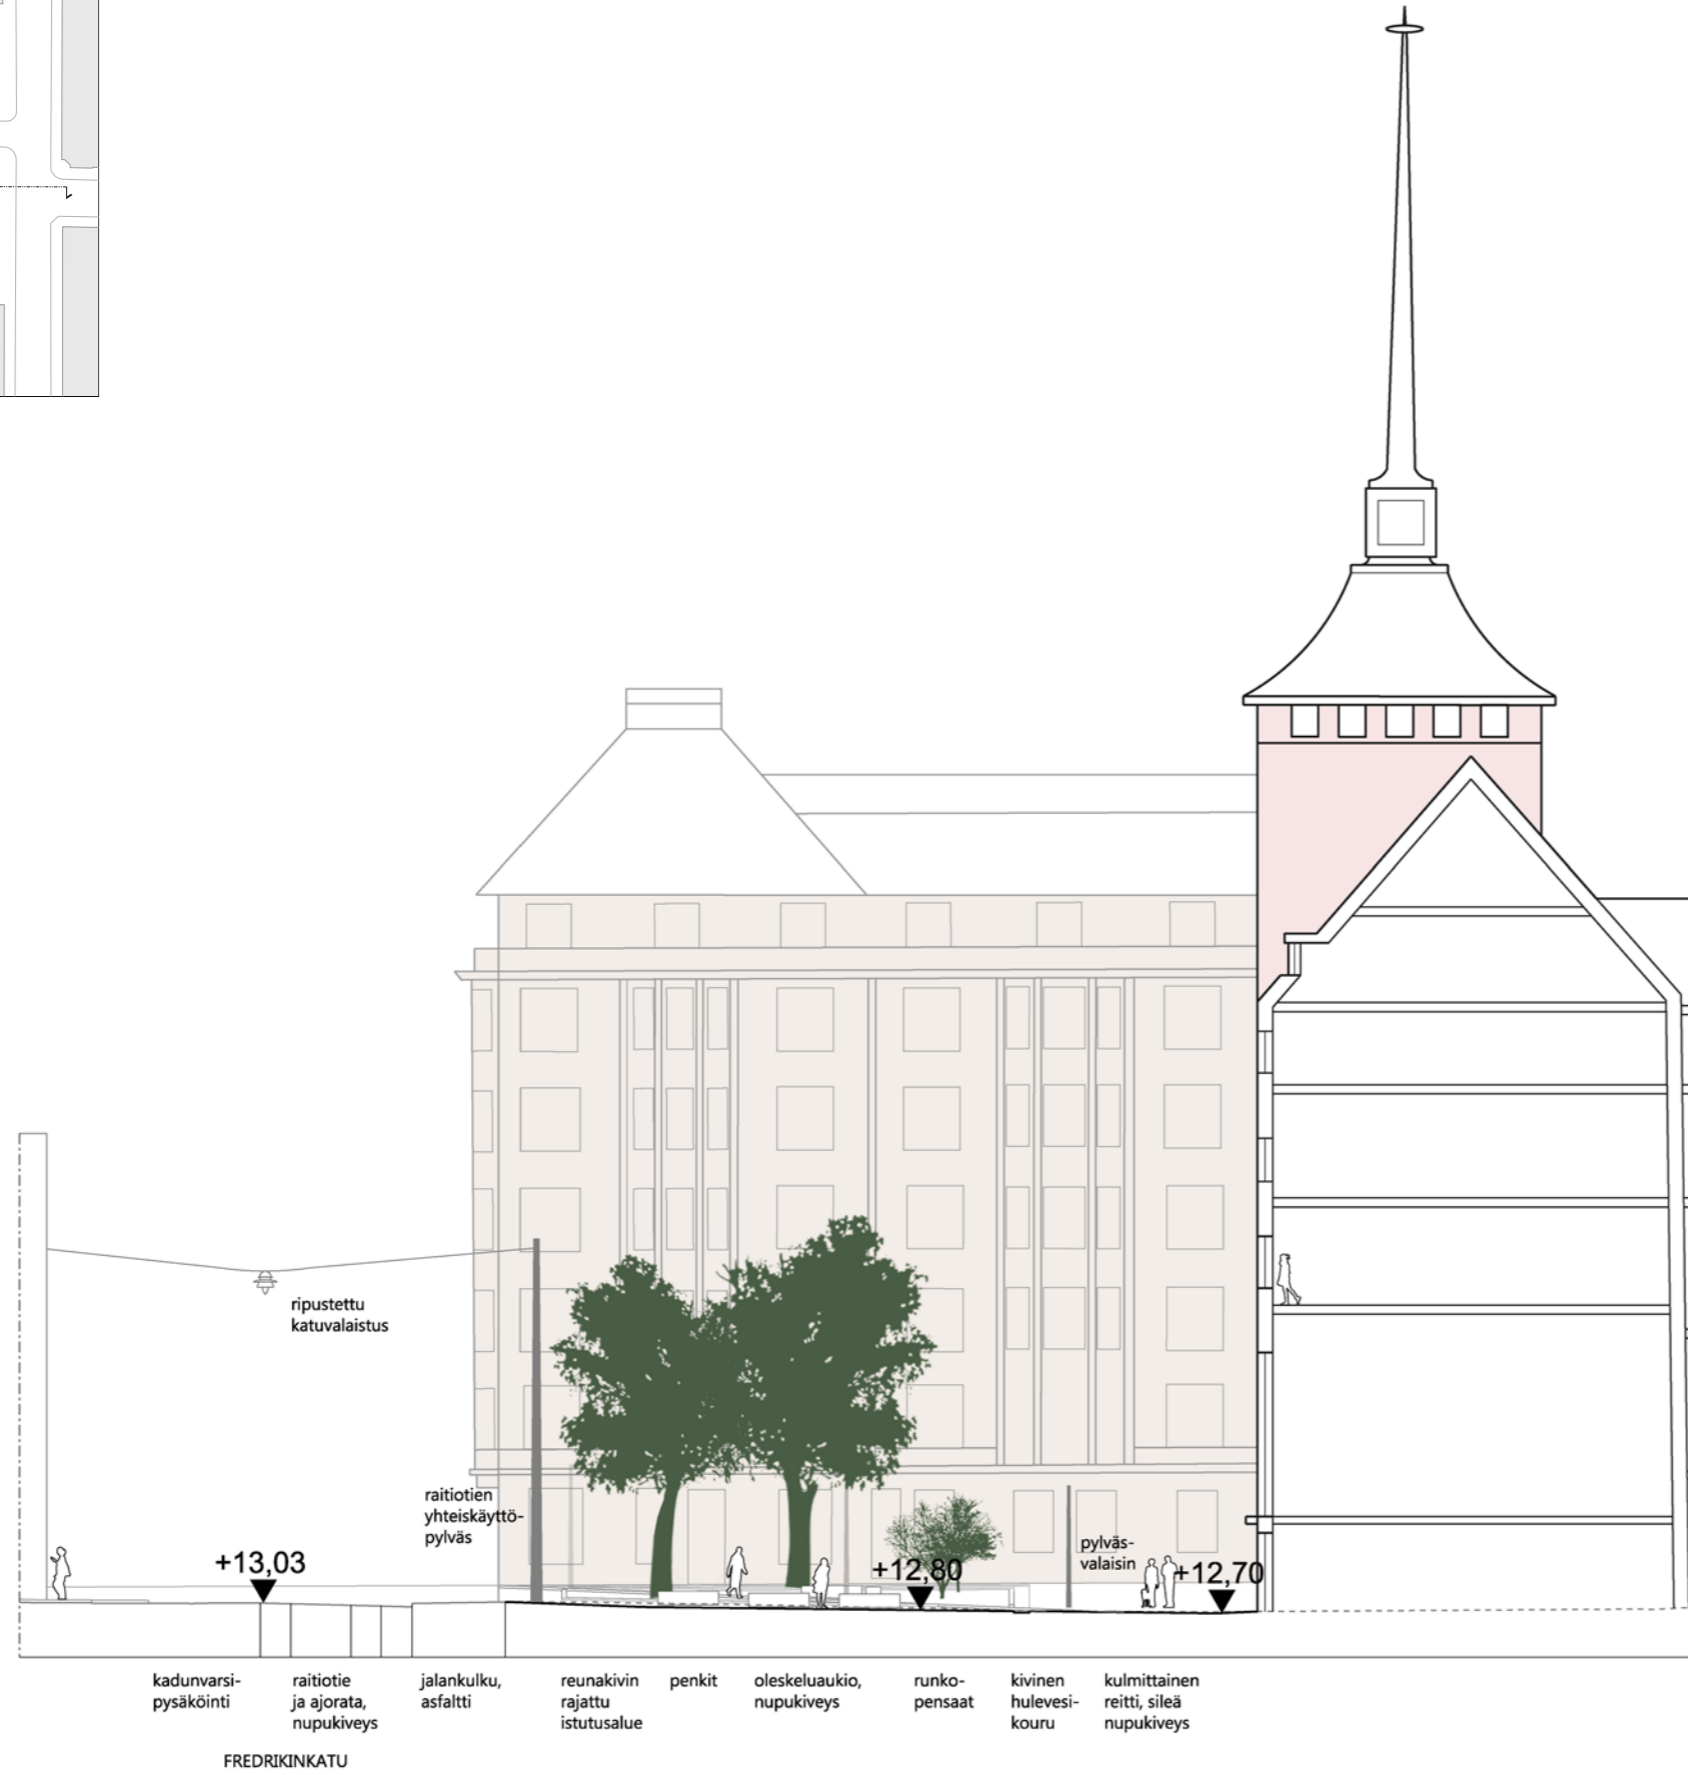 ripustettu
katuvalaistus
raitiotien
yhteiskäyttö-
pylväs
pylväs-
valaisin
+13,03
+12,80
+12,70
kadunvarsi-
pysäköinti
raitiotie
ja ajorata,
nupukiveys
jalankulku,
asfaltti
reunakivin
rajattu
istutusalue
penkit
oleskeluaukio,
nupukiveys
runko-
pensaat
kivinen
hulevesi-
kouru
kulmittainen
reitti, sileä
nupukiveys
FREDRIKINKATU